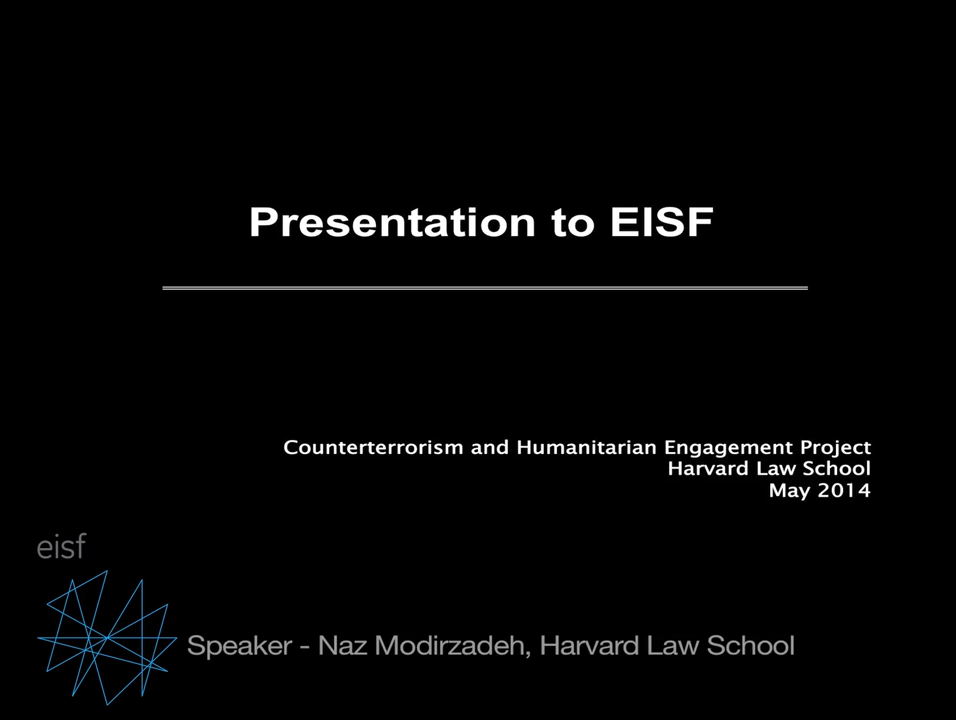 Presentation to EISF
Counterterrorism and Humanitarian Engagement Project
Harvard Law School
May 2014
eisf
Speaker - Naz Modirzadeh, Harvard Law School